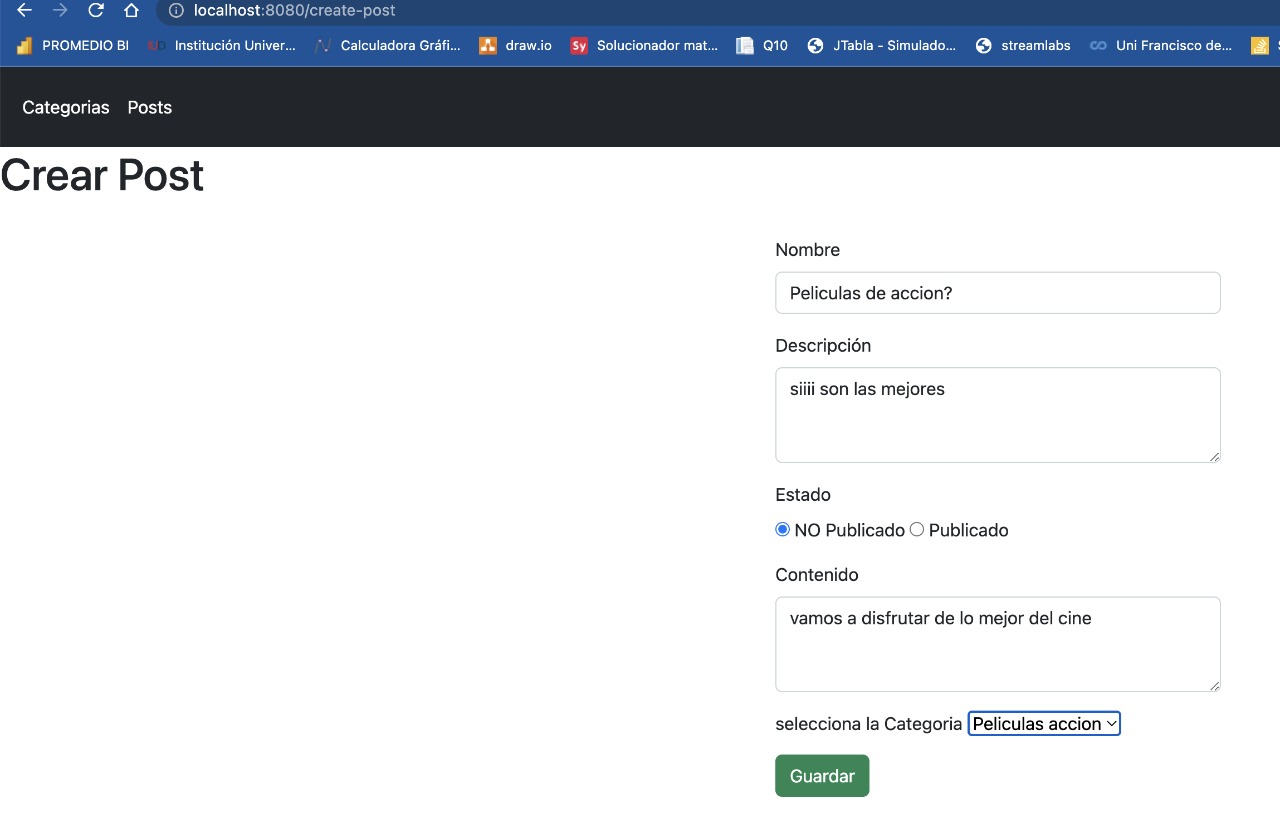 localhost:8080/create-post
PROMEDIO BI Institución Univer... Calculadora Gráfi... draw.io Sy Solucionador mat... Q10 JTabla - Simulado... streamlabs Uni Francisco de...
Categorias Posts
Crear Post
Nombre
Peliculas de accion?
Descripción
siiii son las mejores
Estado
NO Publicado Publicado
Contenido
vamos a disfrutar de lo mejor del cine
selecciona la Categoria Peliculas accion
Guardar